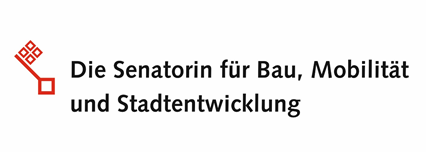 Die Senatorin für Bau, Mobilität
und Stadtentwicklung